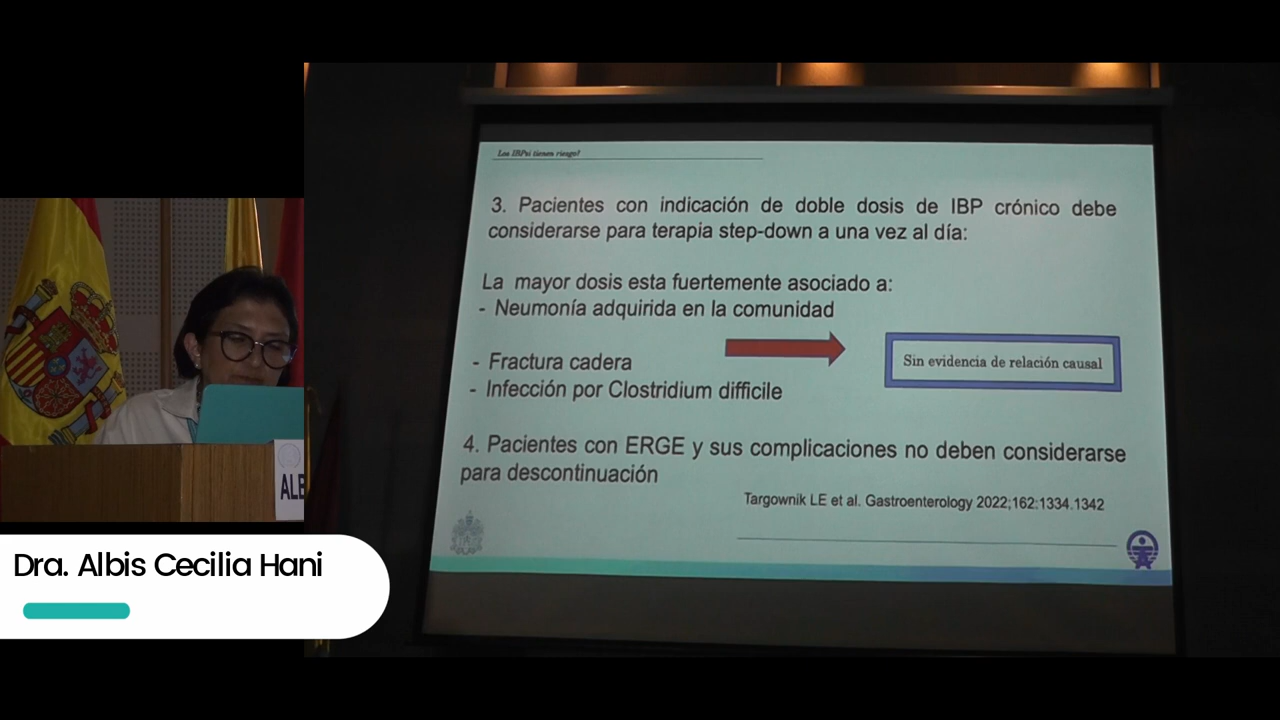 Los IBPsi tienen riesgo?
3. Pacientes con indicación de doble dosis de IBP crónico debe
considerarse para terapia step-down a una vez al día:
La mayor dosis esta fuertemente asociado a:
- Neumonía adquirida en la comunidad
- Fractura cadera
Sin evidencia de relación causal
- Infección por Clostridium difficile
4. Pacientes con ERGE y sus complicaciones no deben considerarse
para descontinuación
Targownik LE et al. Gastroenterology 2022;162:1334.1342
ALB
Dra. Albis Cecilia Hani